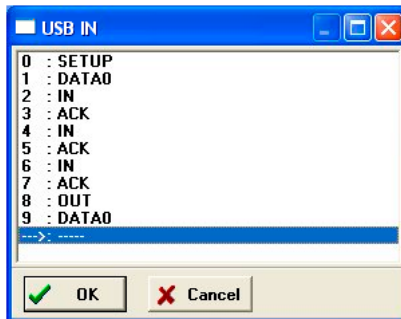 USB IN
0 : SETUP
1 : DATA0
2 : IN
3 : ACK
4 : IN
5 : ACK
6 : IN
7 : ACK
8 : OUT
9 : DATA0
--->: -----
OK Cancel